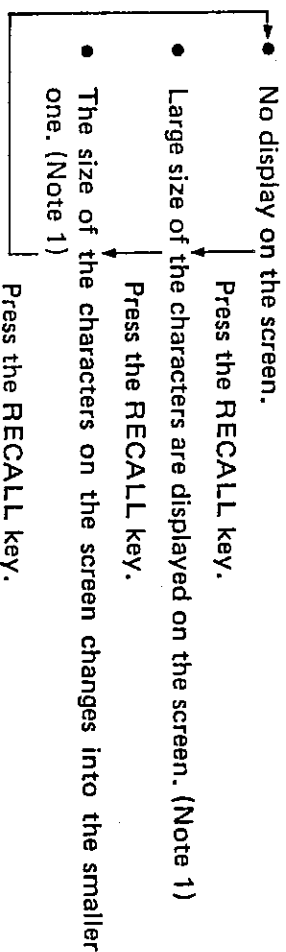 ● No display on the screen.
Press the RECALL key.
● Large size of the characters are displayed on the screen. (Note 1)
Press the RECALL key.
● The size of the characters on the screen changes into the smaller
one. (Note 1)
Press the RECALL key.